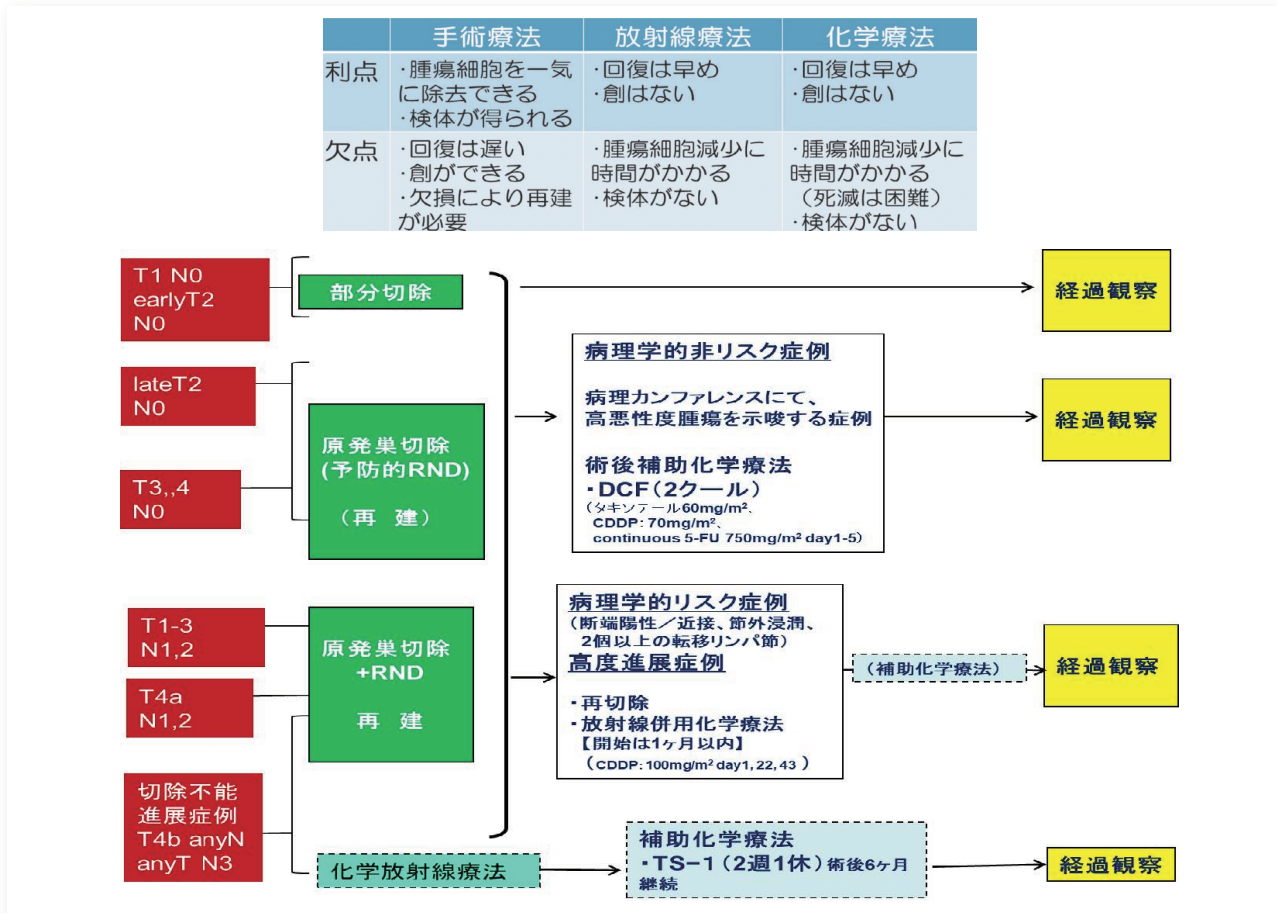 手術療法 放射線療法 化学療法
利点
・腫瘍細胞を一気
に除去できる
・検体が得られる
・回復は早め
・創はない
・回復は早め
・創はない
欠点
・回復は遅い
・創ができる
・欠損により再建
が必要
・腫瘍細胞減少に
時間がかかる
・検体がない
・腫瘍細胞減少に
時間がかかる
（死滅は困難）
・検体がない
T1 N0
earlyT2
N0
部分切除
経過観察
lateT2
N0
T3,,4
N0
原発巣切除
(予防的RND)
（再 建）
病理学的非リスク症例
病理カンファレンスにて、
高悪性度腫瘍を示唆する症例
術後補助化学療法
・DCF（2クール）
（タキソテール60mg/m²、
CDDP: 70mg/m²、
continuous 5-FU 750mg/m² day1-5）
経過観察
T1-3
N1,2
T4a
N1,2
原発巣切除
+RND
再 建
病理学的リスク症例
（断端陽性／近接、節外浸潤、
2個以上の転移リンパ節）
高度進展症例
・再切除
・放射線併用化学療法
【開始は1ヶ月以内】
（CDDP: 100mg/m² day1, 22, 43 ）
（補助化学療法）
経過観察
切除不能
進展症例
T4b anyN
anyT N3
化学放射線療法
補助化学療法
・TS-1（2週1休）術後6ヶ月
継続
経過観察